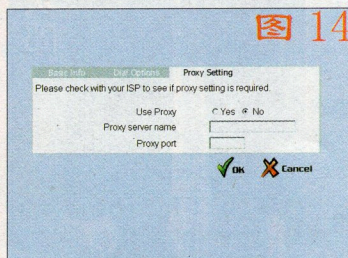 图 14
Basic Info Dial Options Proxy Setting
Please check with your ISP to see if proxy setting is required.
Use Proxy Yes No
Proxy server name
Proxy port
OK Cancel